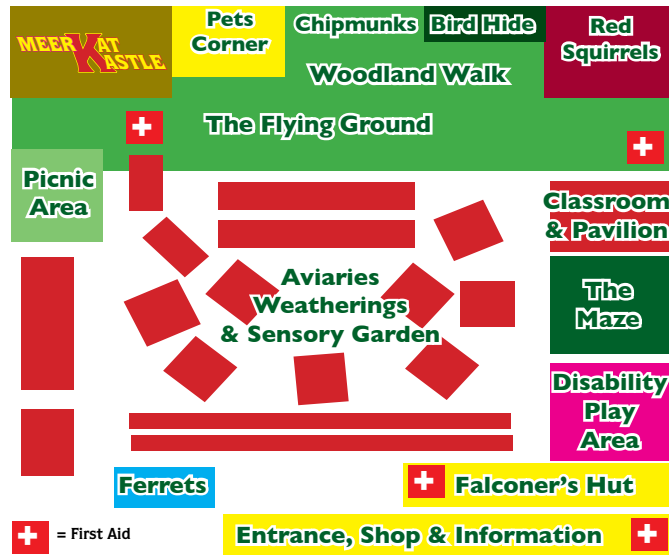 MEERKAT
KASTLE
Pets
Corner
Chipmunks
Bird Hide
Red
Squirrels
Woodland Walk
The Flying Ground
Picnic
Area
Classroom
& Pavilion
Aviaries
Weatherings
& Sensory Garden
The
Maze
Disability
Play
Area
Ferrets
Falconer's Hut
= First Aid
Entrance, Shop & Information